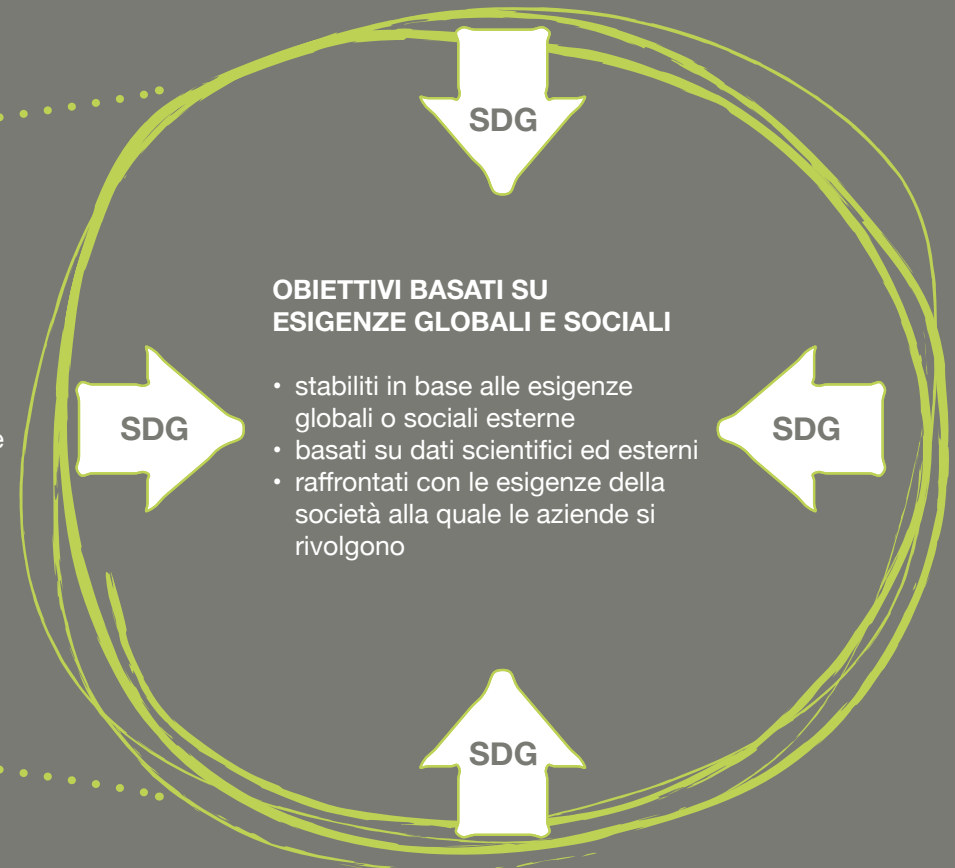 SDG
OBIETTIVI BASATI SU
ESIGENZE GLOBALI E SOCIALI
• stabiliti in base alle esigenze
globali o sociali esterne
• basati su dati scientifici ed esterni
• raffrontati con le esigenze della
società alla quale le aziende si
rivolgono
SDG
SDG
SDG